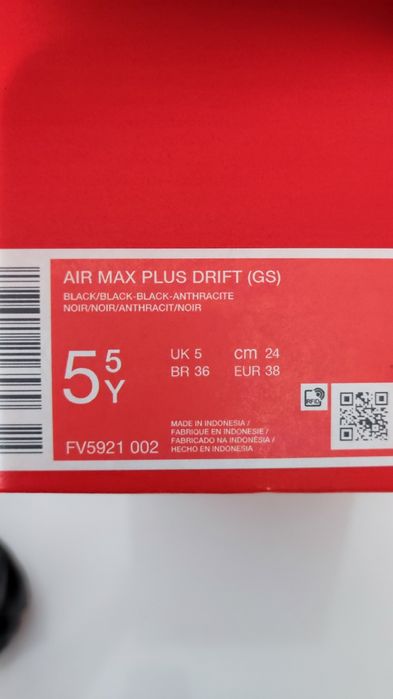 AIR MAX PLUS DRIFT (GS)
BLACK/BLACK-BLACK-ANTHRACITE
NOIR/NOIR/ANTHRACIT/NOIR
5 5 Y
UK 5 cm 24
BR 36 EUR 38
RFID
MADE IN INDONESIA /
FABRIQUE EN INDONESIE /
FABRICADO NA INDONÉSIA /
HECHO EN INDONESIA
FV5921 002